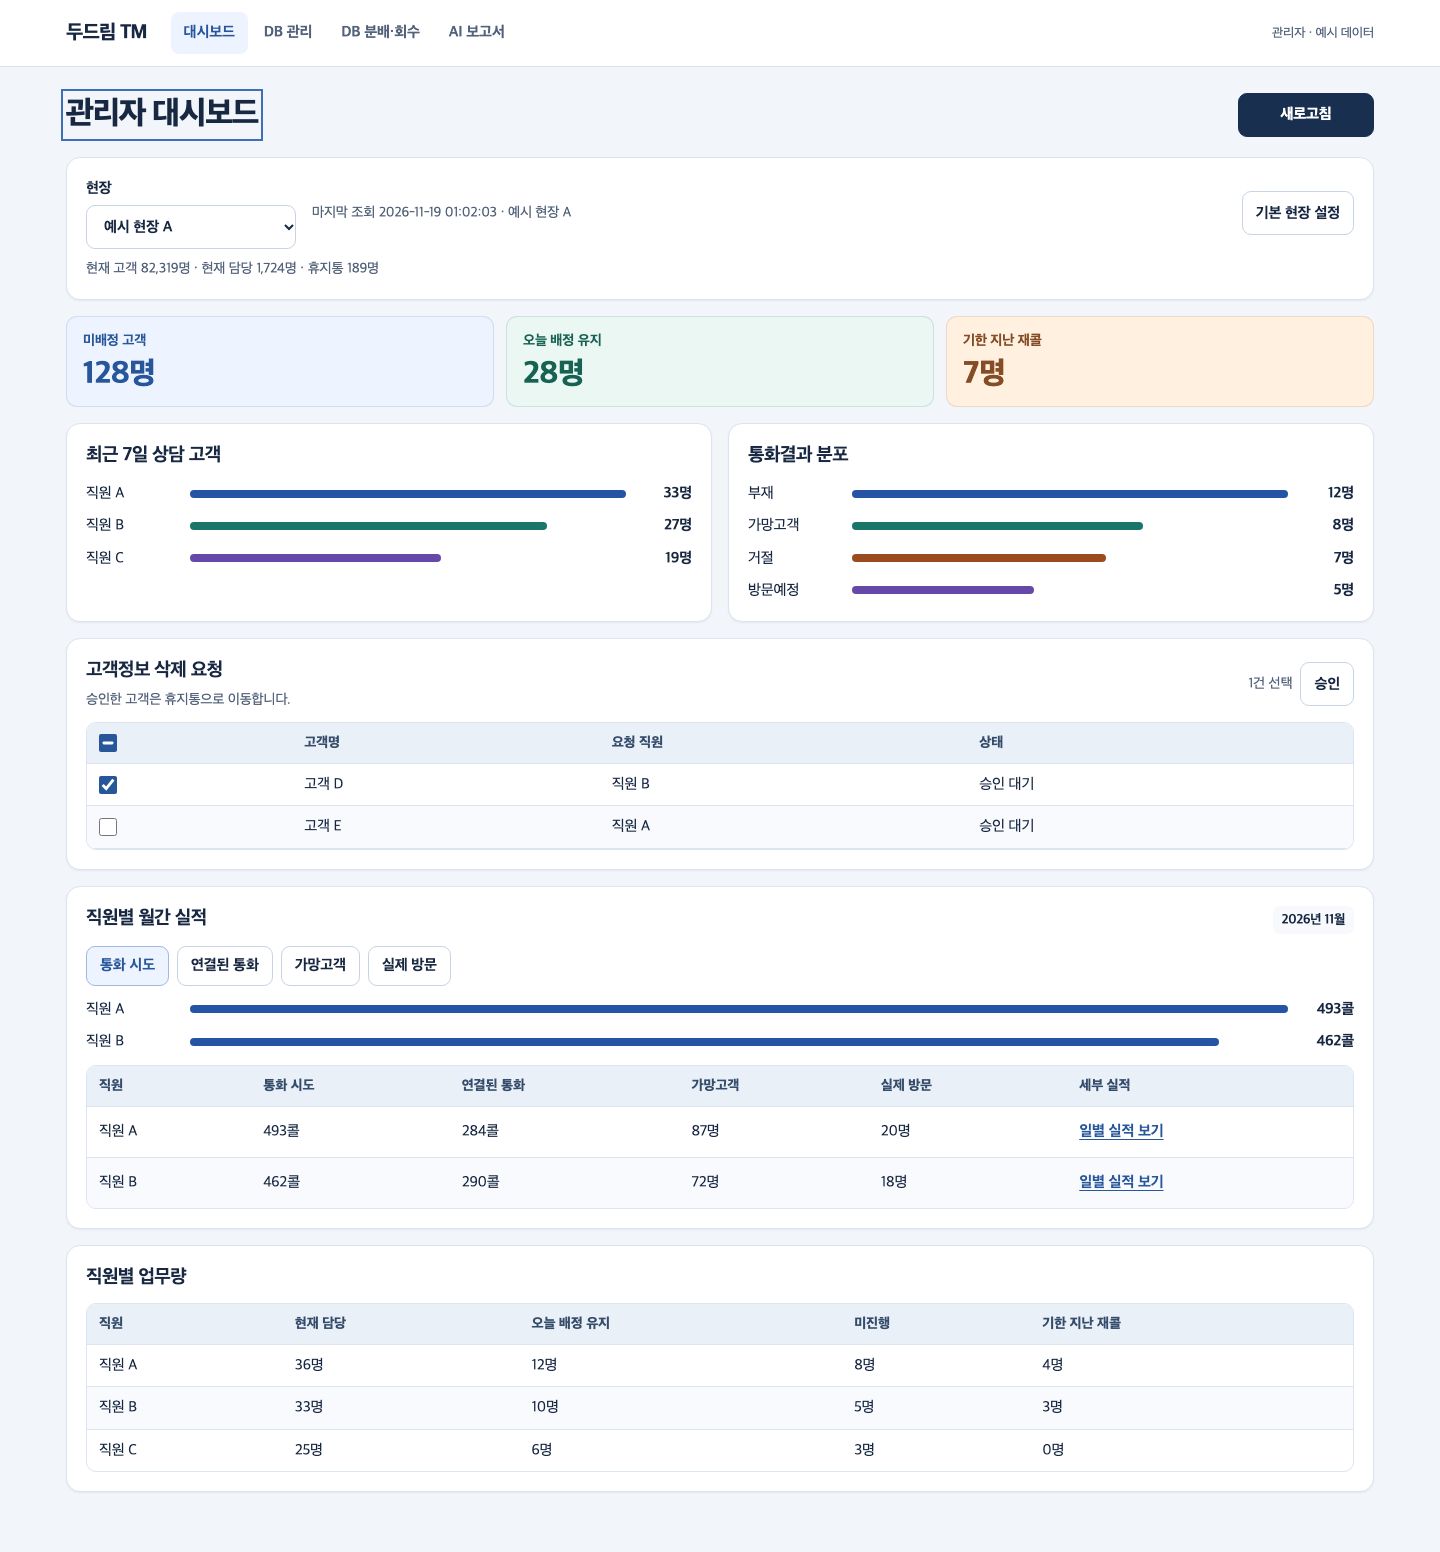 두드림 TM 대시보드 DB 관리 DB 분배·회수 AI 보고서 관리자 · 예시 데이터
관리자 대시보드 새로고침
현장
예시 현장 A 마지막 조회 2026-11-19 01:02:03 · 예시 현장 A 기본 현장 설정
현재 고객 82,319명 · 현재 담당 1,724명 · 휴지통 189명
미배정 고객
128명
오늘 배정 유지
28명
기한 지난 재콜
7명
최근 7일 상담 고객
직원 A 33명
직원 B 27명
직원 C 19명
통화결과 분포
부재 12명
가망고객 8명
거절 7명
방문예정 5명
고객정보 삭제 요청
승인한 고객은 휴지통으로 이동합니다.
1건 선택 승인
고객명 요청 직원 상태
고객 D 직원 B 승인 대기
고객 E 직원 A 승인 대기
직원별 월간 실적 2026년 11월
통화 시도 연결된 통화 가망고객 실제 방문
직원 A 493콜
직원 B 462콜
직원 통화 시도 연결된 통화 가망고객 실제 방문 세부 실적
직원 A 493콜 284콜 87명 20명 일별 실적 보기
직원 B 462콜 290콜 72명 18명 일별 실적 보기
직원별 업무량
직원 현재 담당 오늘 배정 유지 미진행 기한 지난 재콜
직원 A 36명 12명 8명 4명
직원 B 33명 10명 5명 3명
직원 C 25명 6명 3명 0명